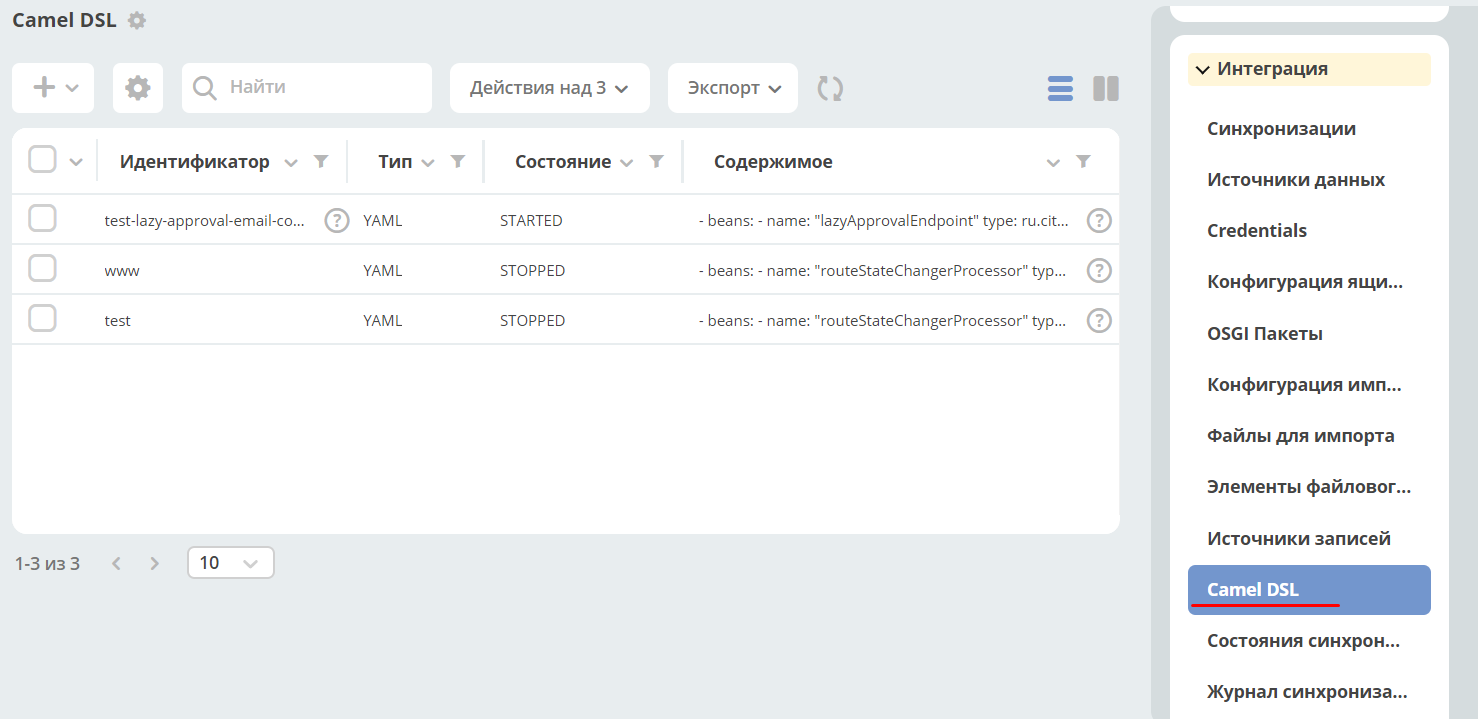 Camel DSL
Найти
Действия над 3
Экспорт
Идентификатор Тип Состояние Содержимое
test-lazy-approval-email-co... ? YAML STARTED - beans: - name: "lazyApprovalEndpoint" type: ru.cit... ?
www YAML STOPPED - beans: - name: "routeStateChangerProcessor" typ... ?
test YAML STOPPED - beans: - name: "routeStateChangerProcessor" typ... ?
1-3 из 3
10
Интеграция
Синхронизации
Источники данных
Credentials
Конфигурация ящи...
OSGI Пакеты
Конфигурация имп...
Файлы для импорта
Элементы файловог...
Источники записей
Camel DSL
Состояния синхрон...
Журнал синхрониза...